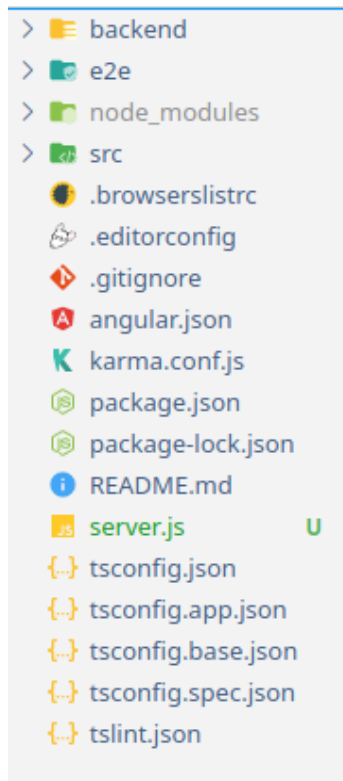 backend
e2e
node_modules
src
.browserslistrc
.editorconfig
.gitignore
angular.json
karma.conf.js
package.json
package-lock.json
README.md
server.js U
tsconfig.json
tsconfig.app.json
tsconfig.base.json
tsconfig.spec.json
tslint.json